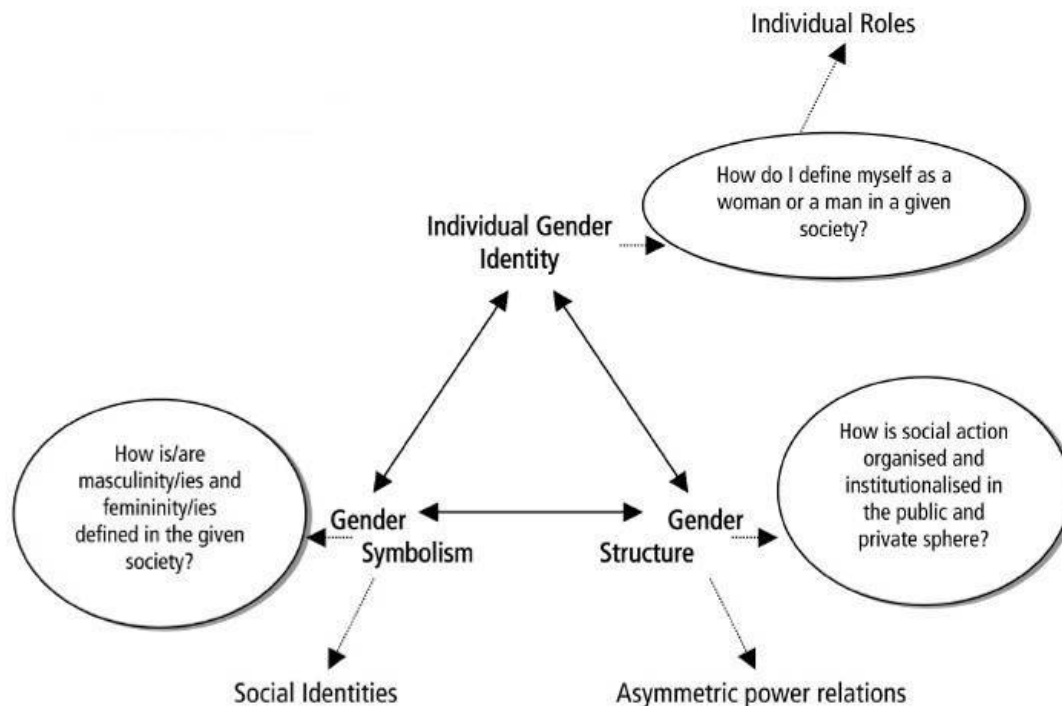 Individual Roles
How do I define myself as a
woman or a man in a given
society?
Individual Gender
Identity
How is/are
masculinity/ies and
femininity/ies
defined in the given
society?
How is social action
organised and
institutionalised in
the public and
private sphere?
Gender
Symbolism
Gender
Structure
Social Identities
Asymmetric power relations